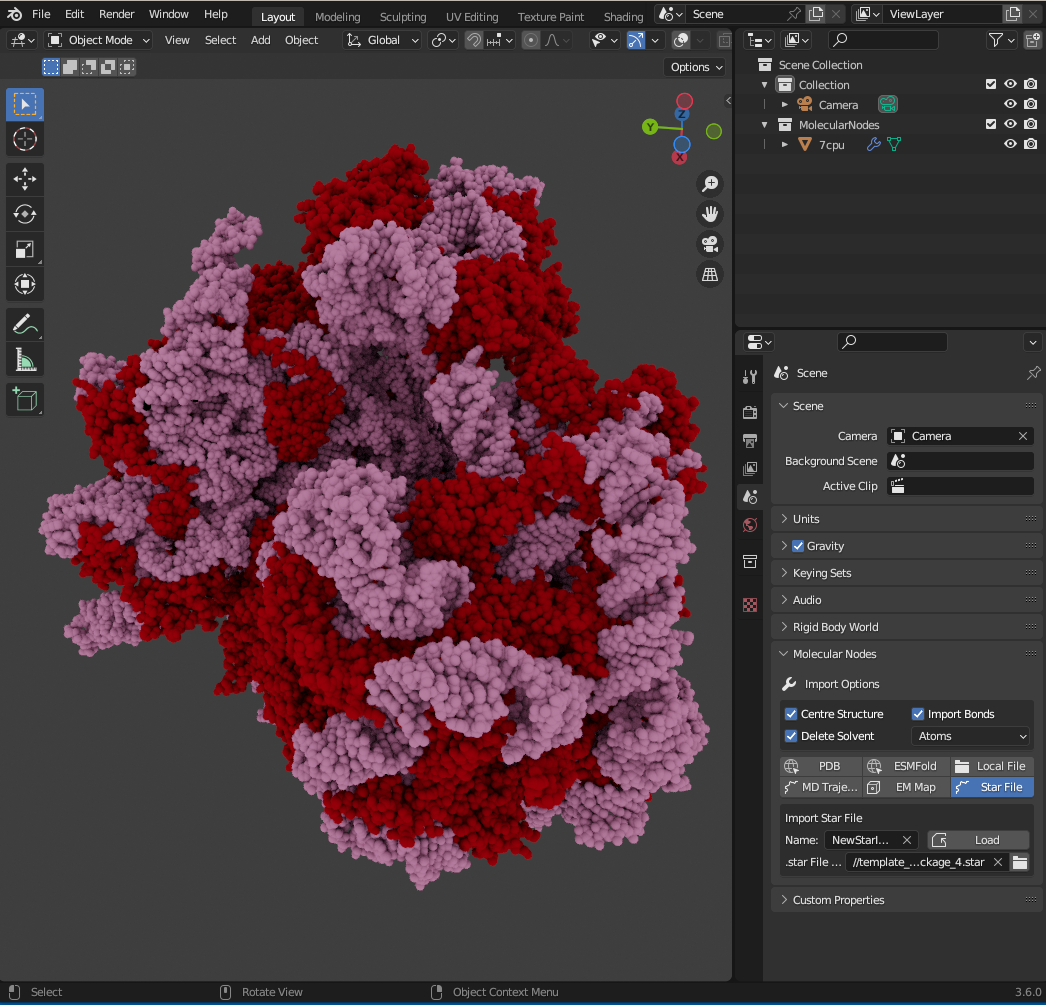 File Edit Render Window Help Layout Modeling Sculpting UV Editing Texture Paint Shading Scene ViewLayer
Object Mode View Select Add Object Global
Options
Z
Y
X
Scene Collection
Collection
Camera
MolecularNodes
7cpu
Scene
Scene
Camera Camera
Background Scene
Active Clip
Units
Gravity
Keying Sets
Audio
Rigid Body World
Molecular Nodes
Import Options
Centre Structure Import Bonds
Delete Solvent Atoms
PDB ESMFold Local File
MD Traje... EM Map Star File
Import Star File
Name: NewStarI... Load
.star File ... //template_...ckage_4.star
Custom Properties
Select Rotate View Object Context Menu 3.6.0